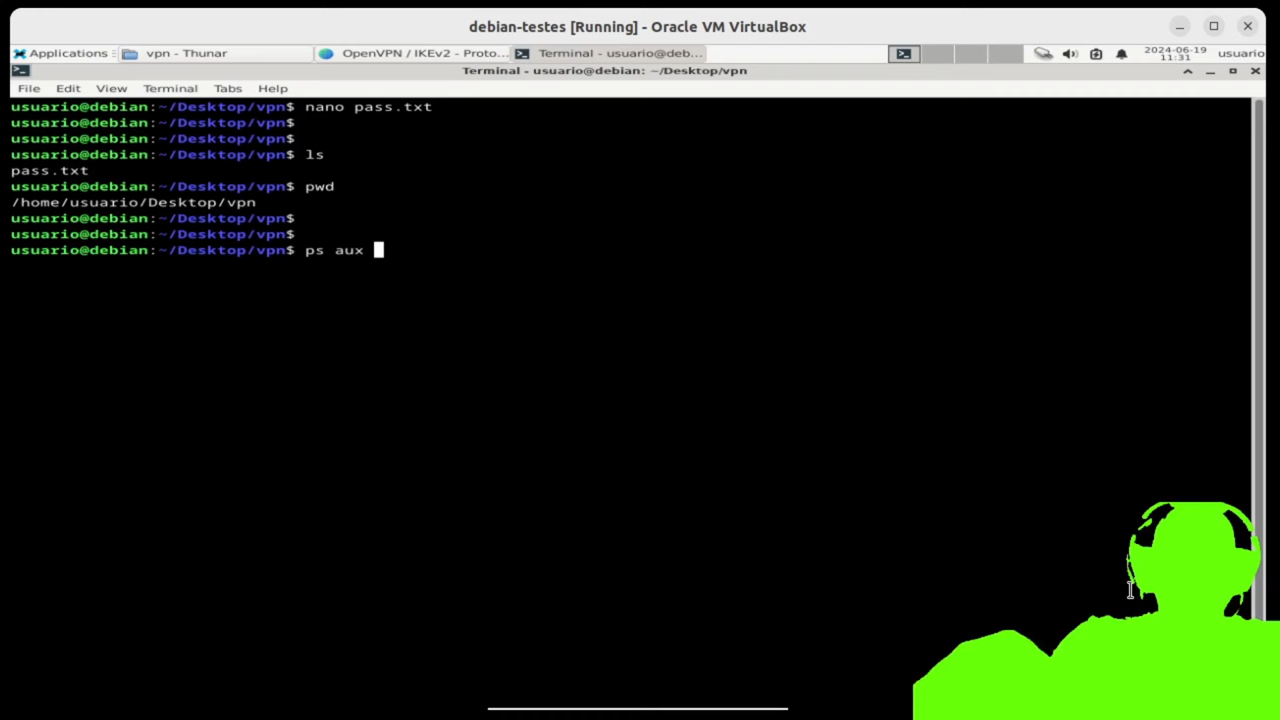 debian-testes [Running] - Oracle VM VirtualBox
Applications vpn - Thunar OpenVPN / IKEv2 - Proto... Terminal - usuario@deb... 2024-06-19 usuario
11:31
Terminal - usuario@debian: ~/Desktop/vpn
File Edit View Terminal Tabs Help
usuario@debian:~/Desktop/vpn$ nano pass.txt
usuario@debian:~/Desktop/vpn$
usuario@debian:~/Desktop/vpn$
usuario@debian:~/Desktop/vpn$ ls
pass.txt
usuario@debian:~/Desktop/vpn$ pwd
/home/usuario/Desktop/vpn
usuario@debian:~/Desktop/vpn$
usuario@debian:~/Desktop/vpn$
usuario@debian:~/Desktop/vpn$ ps aux